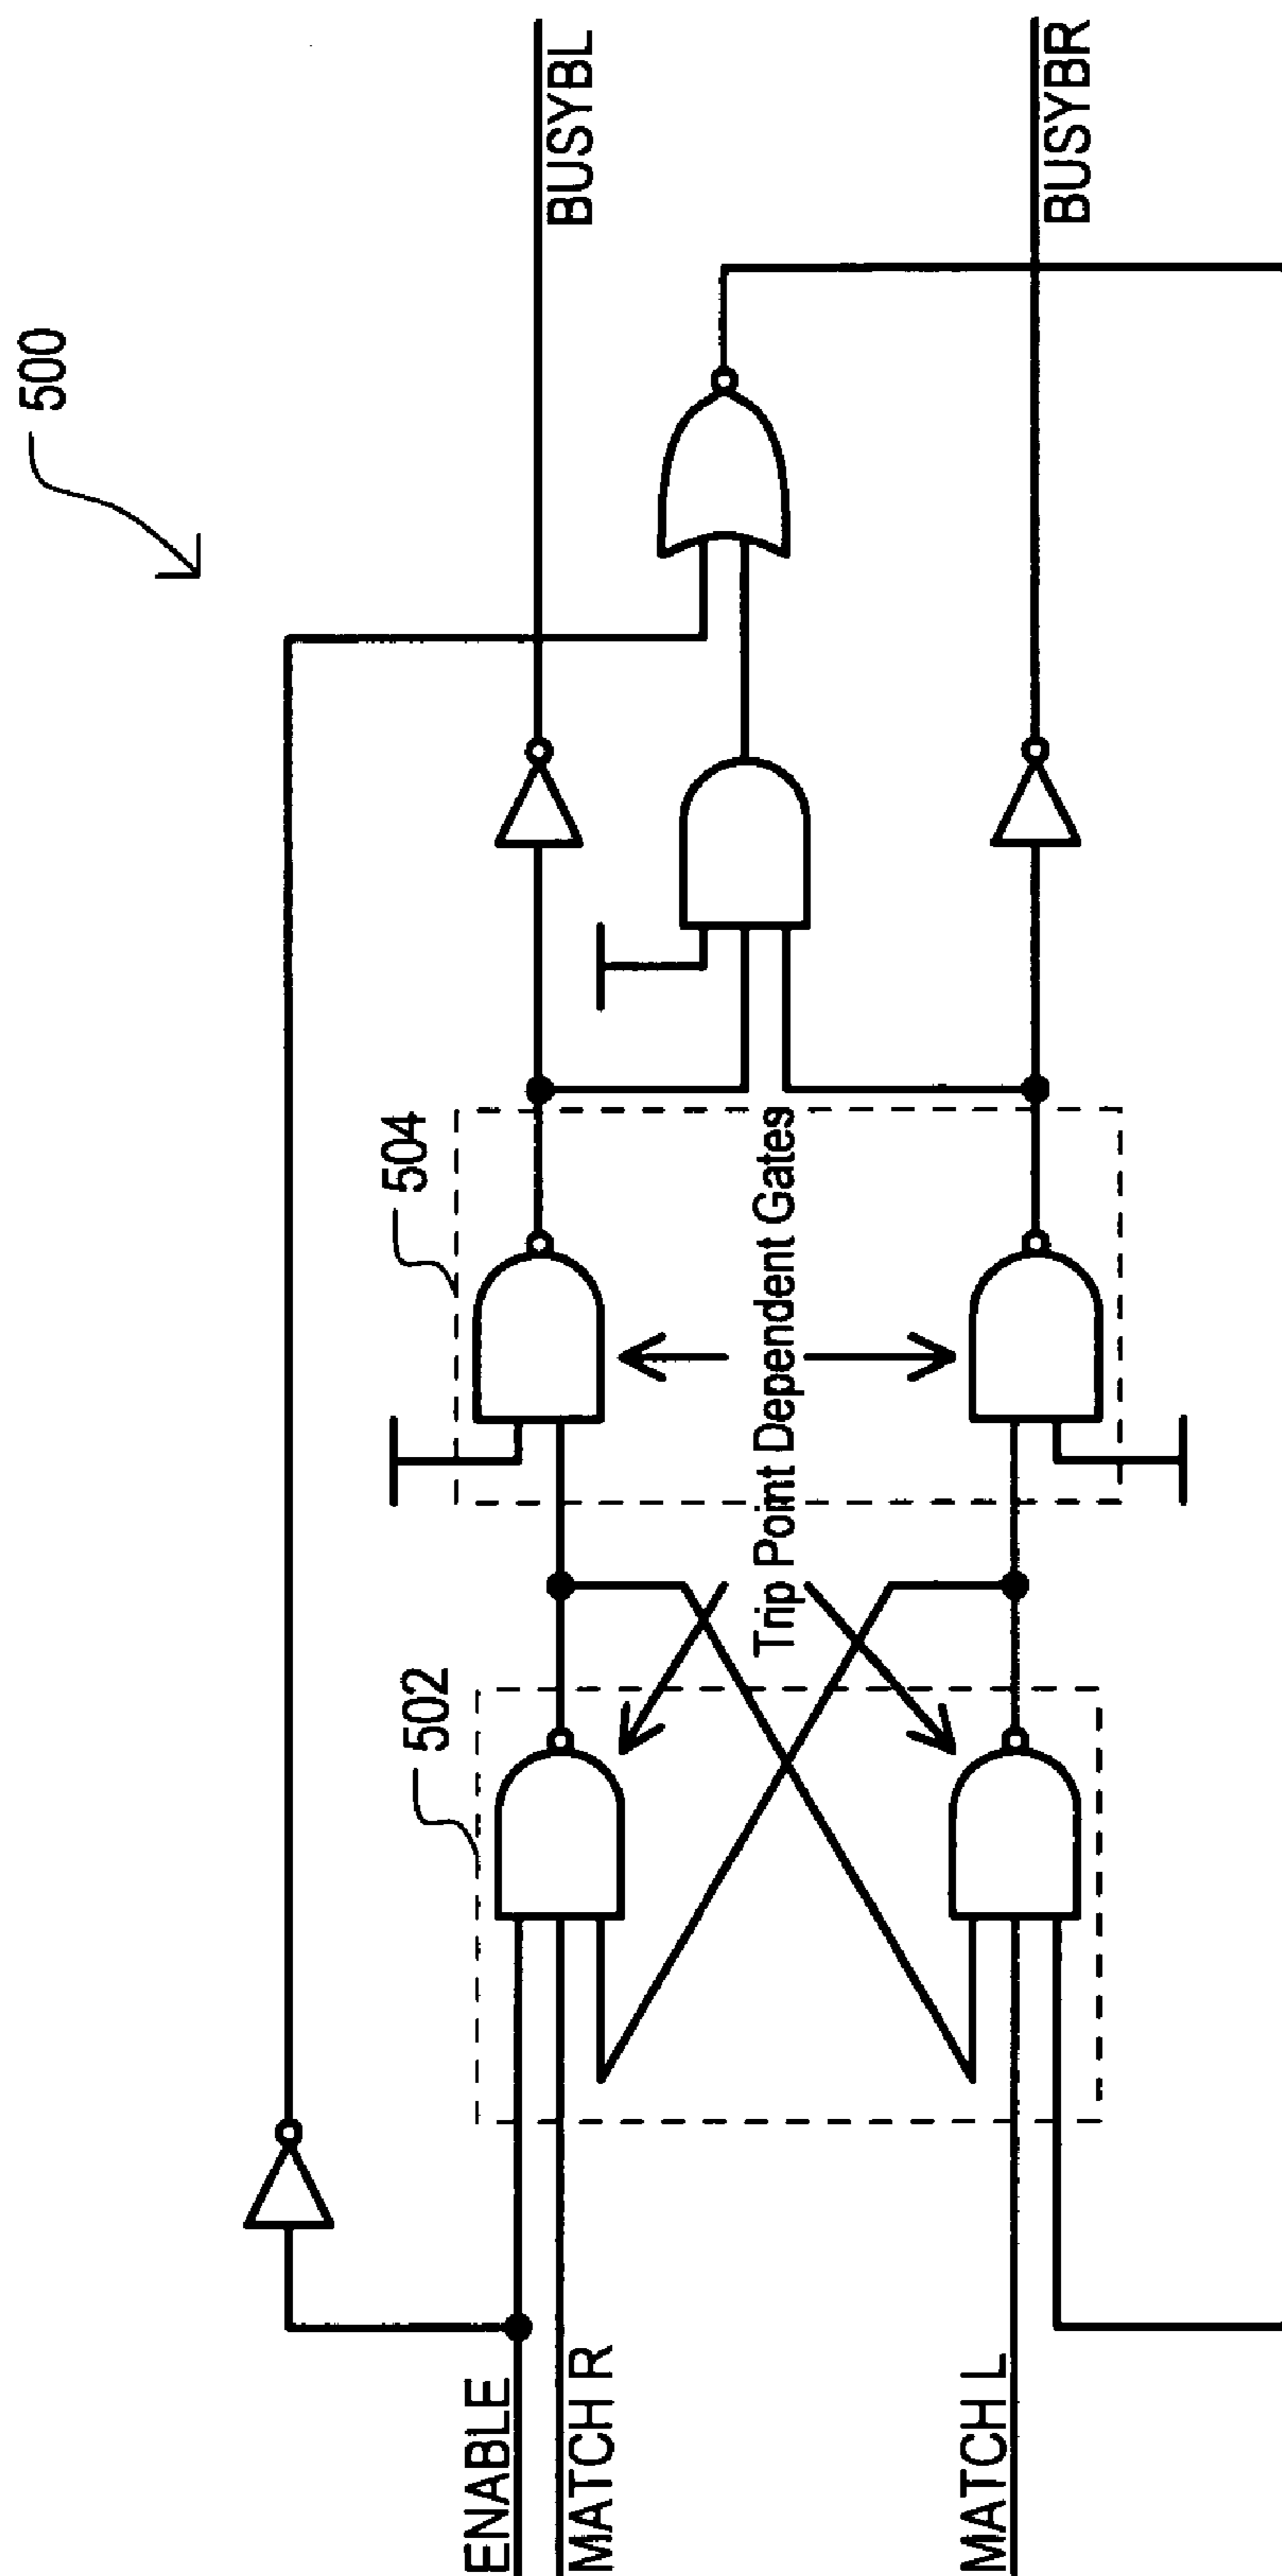 500
ENABLE
MATCH R
MATCH L
502
504
Trip Point Dependent Gates
BUSYBL
BUSYBR